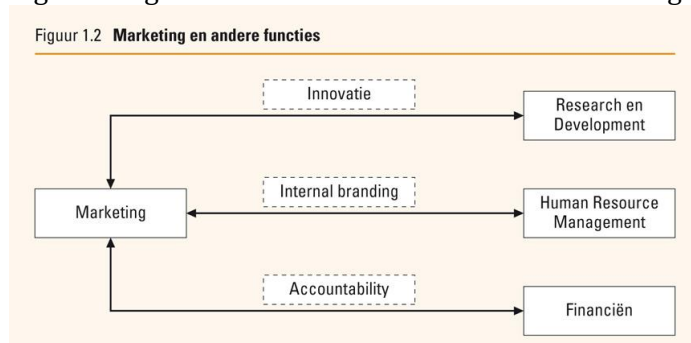 Figuur 1.2 Marketing en andere functies
Innovatie
Research en
Development
Internal branding
Marketing
Human Resource
Management
Accountability
Financiën